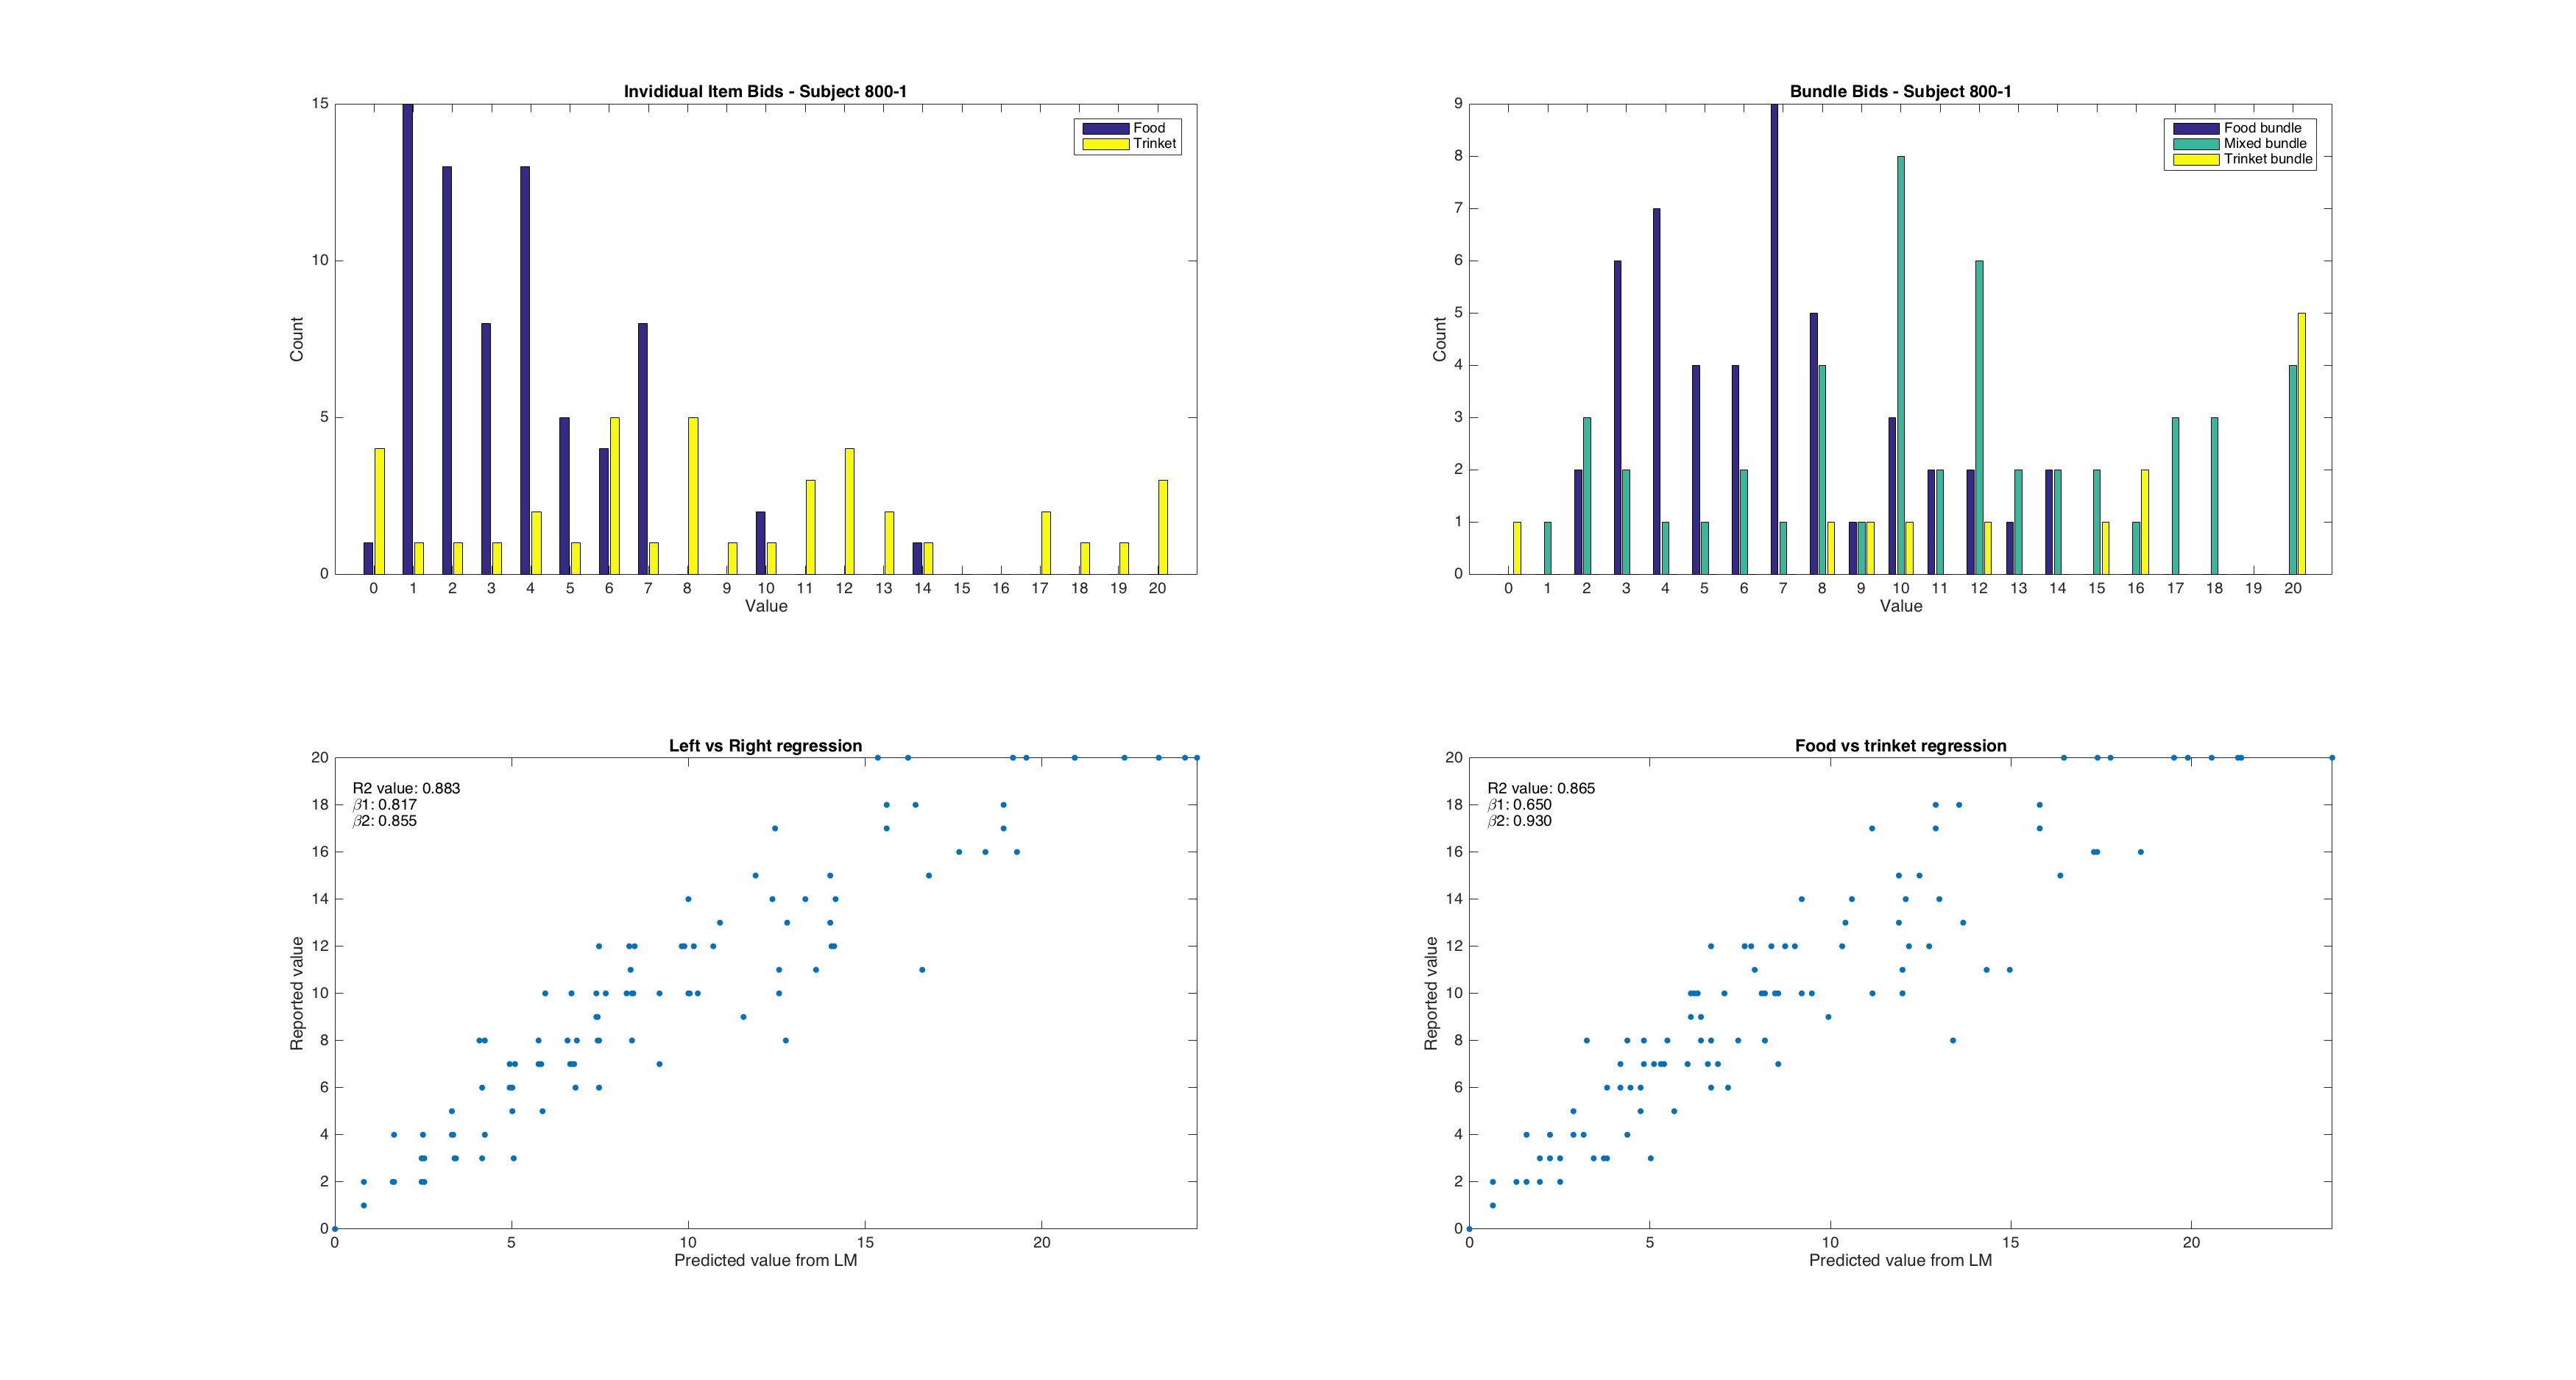 Invididual Item Bids - Subject 800-1
15
10
5
0
Count
Food
Trinket
0 1 2 3 4 5 6 7 8 9 10 11 12 13 14 15 16 17 18 19 20
Value
Bundle Bids - Subject 800-1
9
8
7
6
5
4
3
2
1
0
Count
Food bundle
Mixed bundle
Trinket bundle
0 1 2 3 4 5 6 7 8 9 10 11 12 13 14 15 16 17 18 19 20
Value
Left vs Right regression
20
18
16
14
12
10
8
6
4
2
0
Reported value
R2 value: 0.883
β1: 0.817
β2: 0.855
0 5 10 15 20
Predicted value from LM
Food vs trinket regression
20
18
16
14
12
10
8
6
4
2
0
Reported value
R2 value: 0.865
β1: 0.650
β2: 0.930
0 5 10 15 20
Predicted value from LM